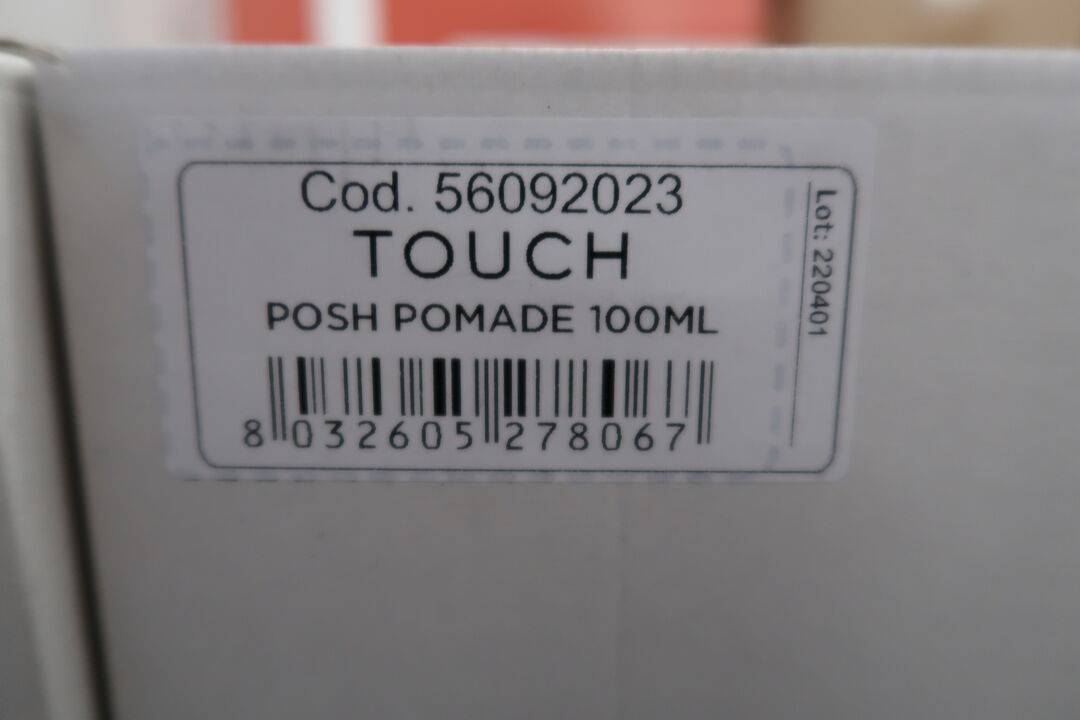 Cod. 56092023
TOUCH
POSH POMADE 100ML
8 032605 278067
Lot: 220401